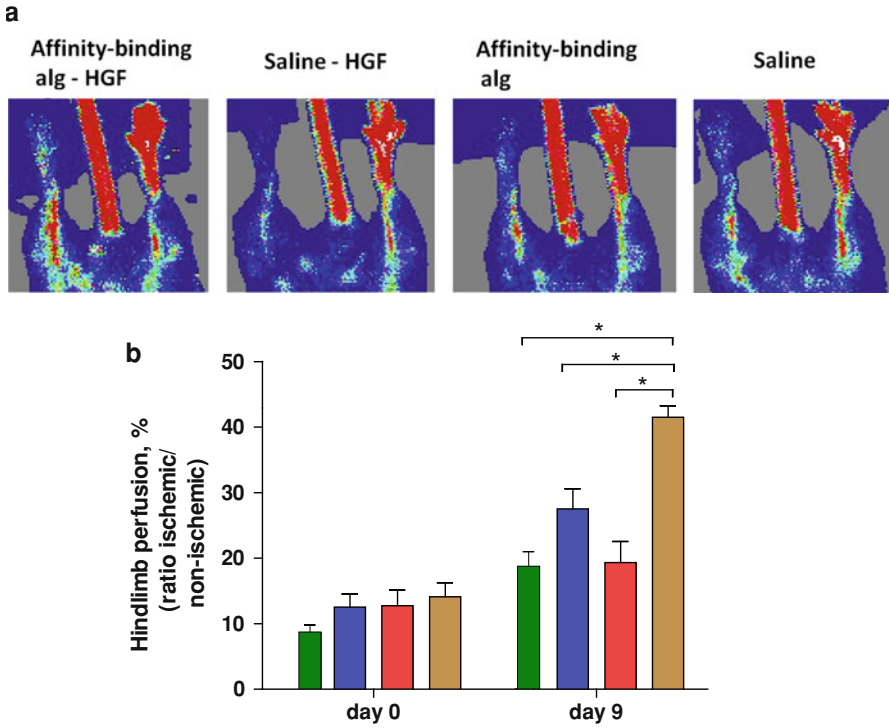 a
Affinity-binding
alg - HGF
Saline - HGF
Affinity-binding
alg
Saline
b
Hindlimb perfusion, %
(ratio ischemic/
non-ischemic)
50
40
30
20
10
0
*
*
*
day 0
day 9